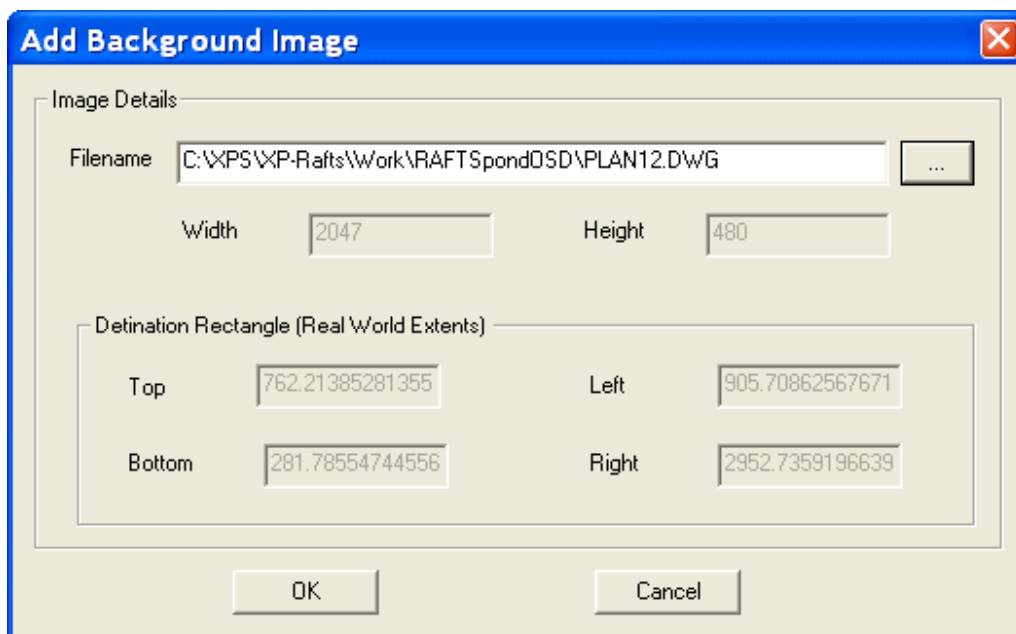 Add Background Image
Image Details
Filename C:\XPS\XP-Rafts\Work\RAFTSpondOSD\PLAN12.DWG ...
Width 2047 Height 480
Detination Rectangle (Real World Extents)
Top 762.21385281355 Left 905.70862567671
Bottom 281.78554744556 Right 2952.7359196639
OK Cancel